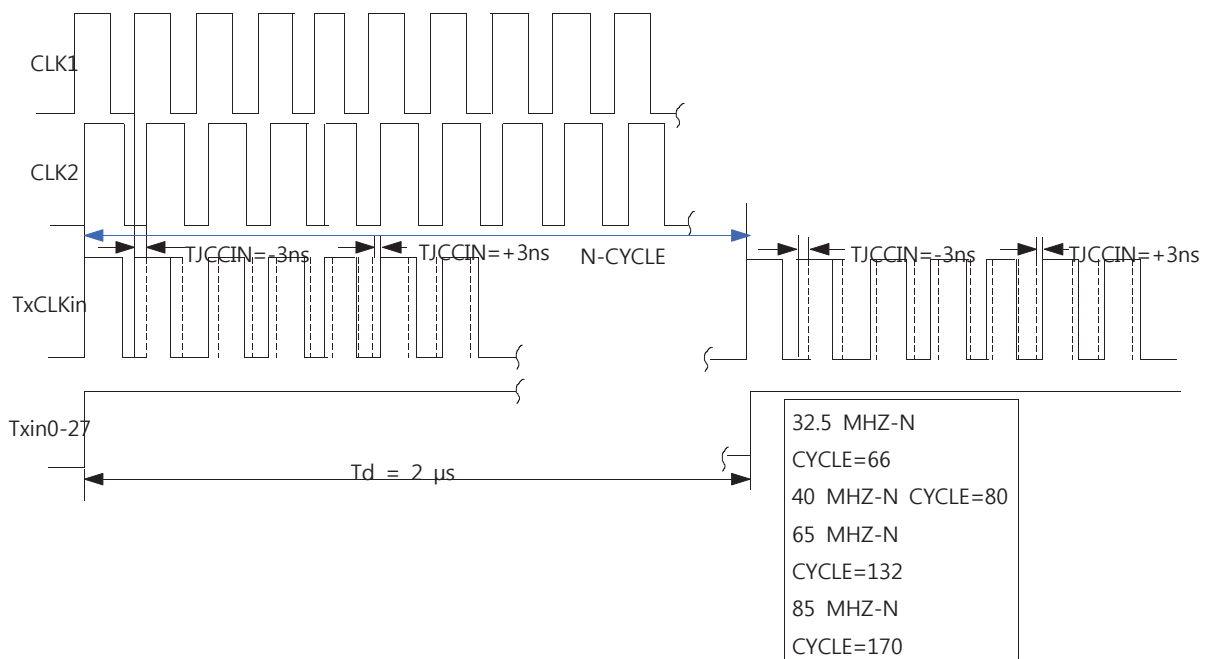 CLK1
CLK2
TJCCIN=-3ns
TJCCIN=+3ns
N-CYCLE
TJCCIN=-3ns
TJCCIN=+3ns
TxCLKin
Txin0-27
Td = 2 µs
32.5 MHZ-N
CYCLE=66
40 MHZ-N CYCLE=80
65 MHZ-N
CYCLE=132
85 MHZ-N
CYCLE=170